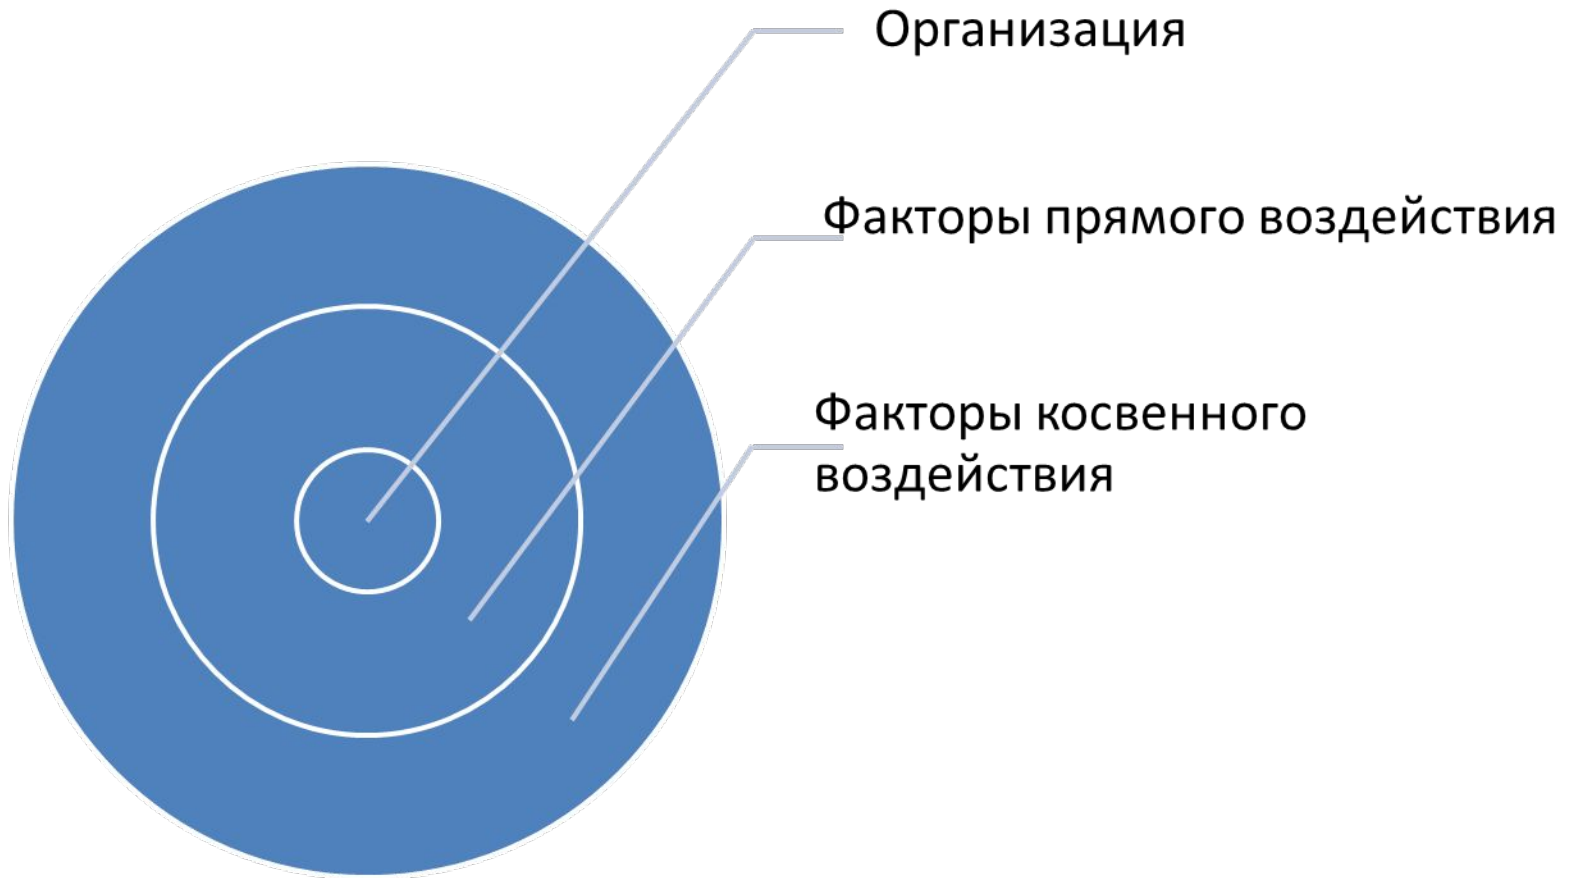 Организация
Факторы прямого воздействия
Факторы косвенного
воздействия